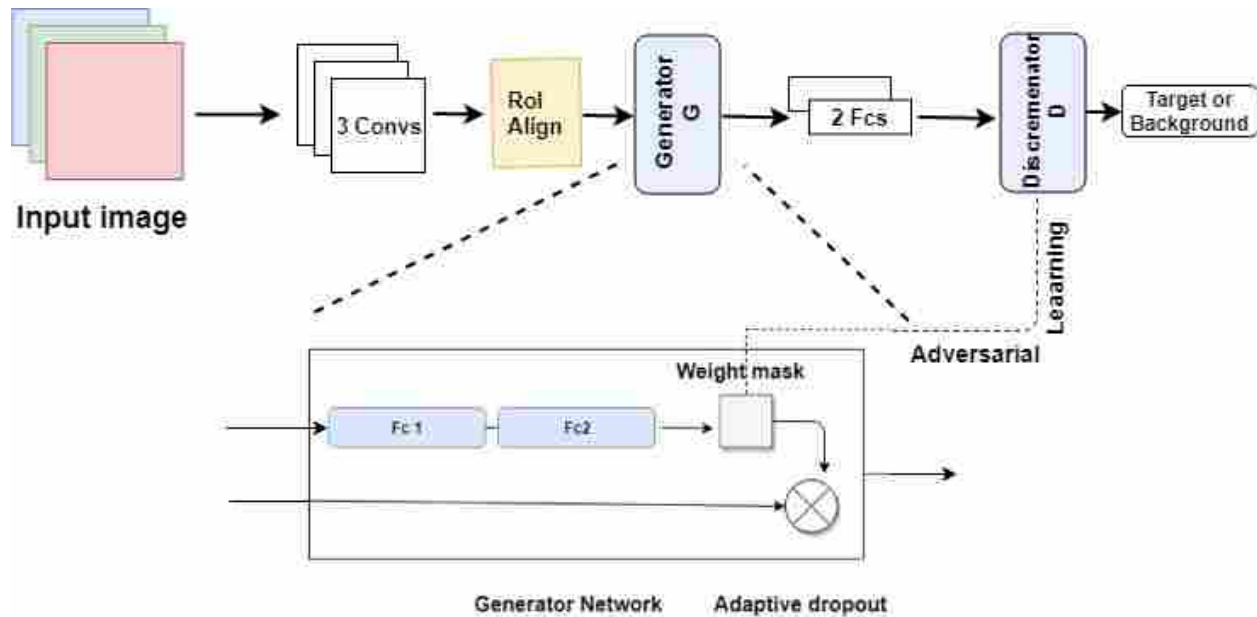 Input image
3 Convs
RoI
Align
Generator
G
2 Fcs
Discremenator
D
Target or
Background
Leaarning
Adversarial
Weight mask
Fc 1
Fc2
Generator Network
Adaptive dropout